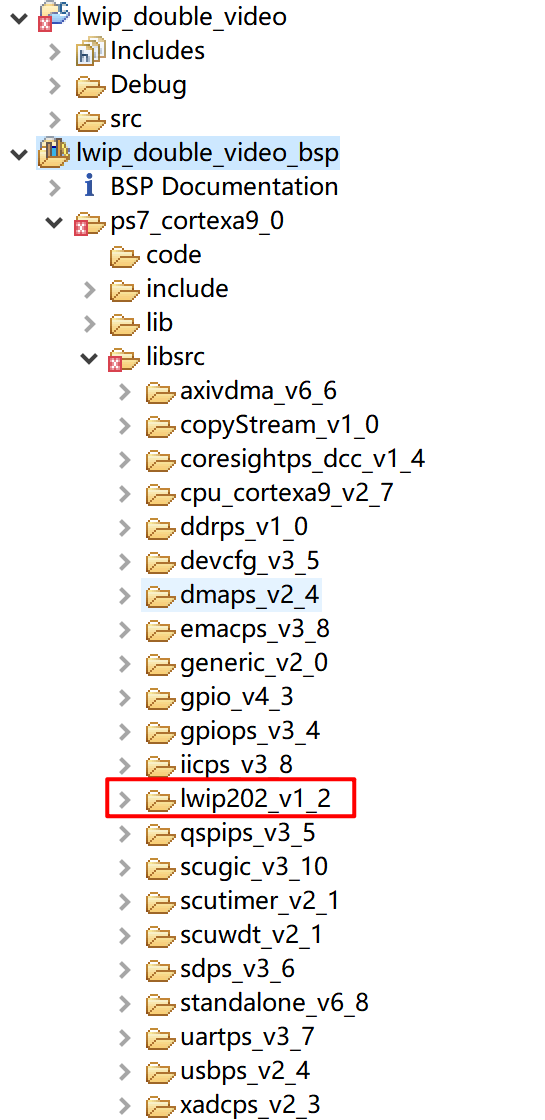 lwip_double_video
Includes
Debug
src
lwip_double_video_bsp
BSP Documentation
ps7_cortexa9_0
code
include
lib
libsrc
axivdma_v6_6
copyStream_v1_0
coresightps_dcc_v1_4
cpu_cortexa9_v2_7
ddrps_v1_0
devcfg_v3_5
dmaps_v2_4
emacps_v3_8
generic_v2_0
gpio_v4_3
gpiops_v3_4
iicps_v3_8
lwip202_v1_2
qspips_v3_5
scugic_v3_10
scutimer_v2_1
scuwdt_v2_1
sdps_v3_6
standalone_v6_8
uartps_v3_7
usbps_v2_4
xadcps_v2_3